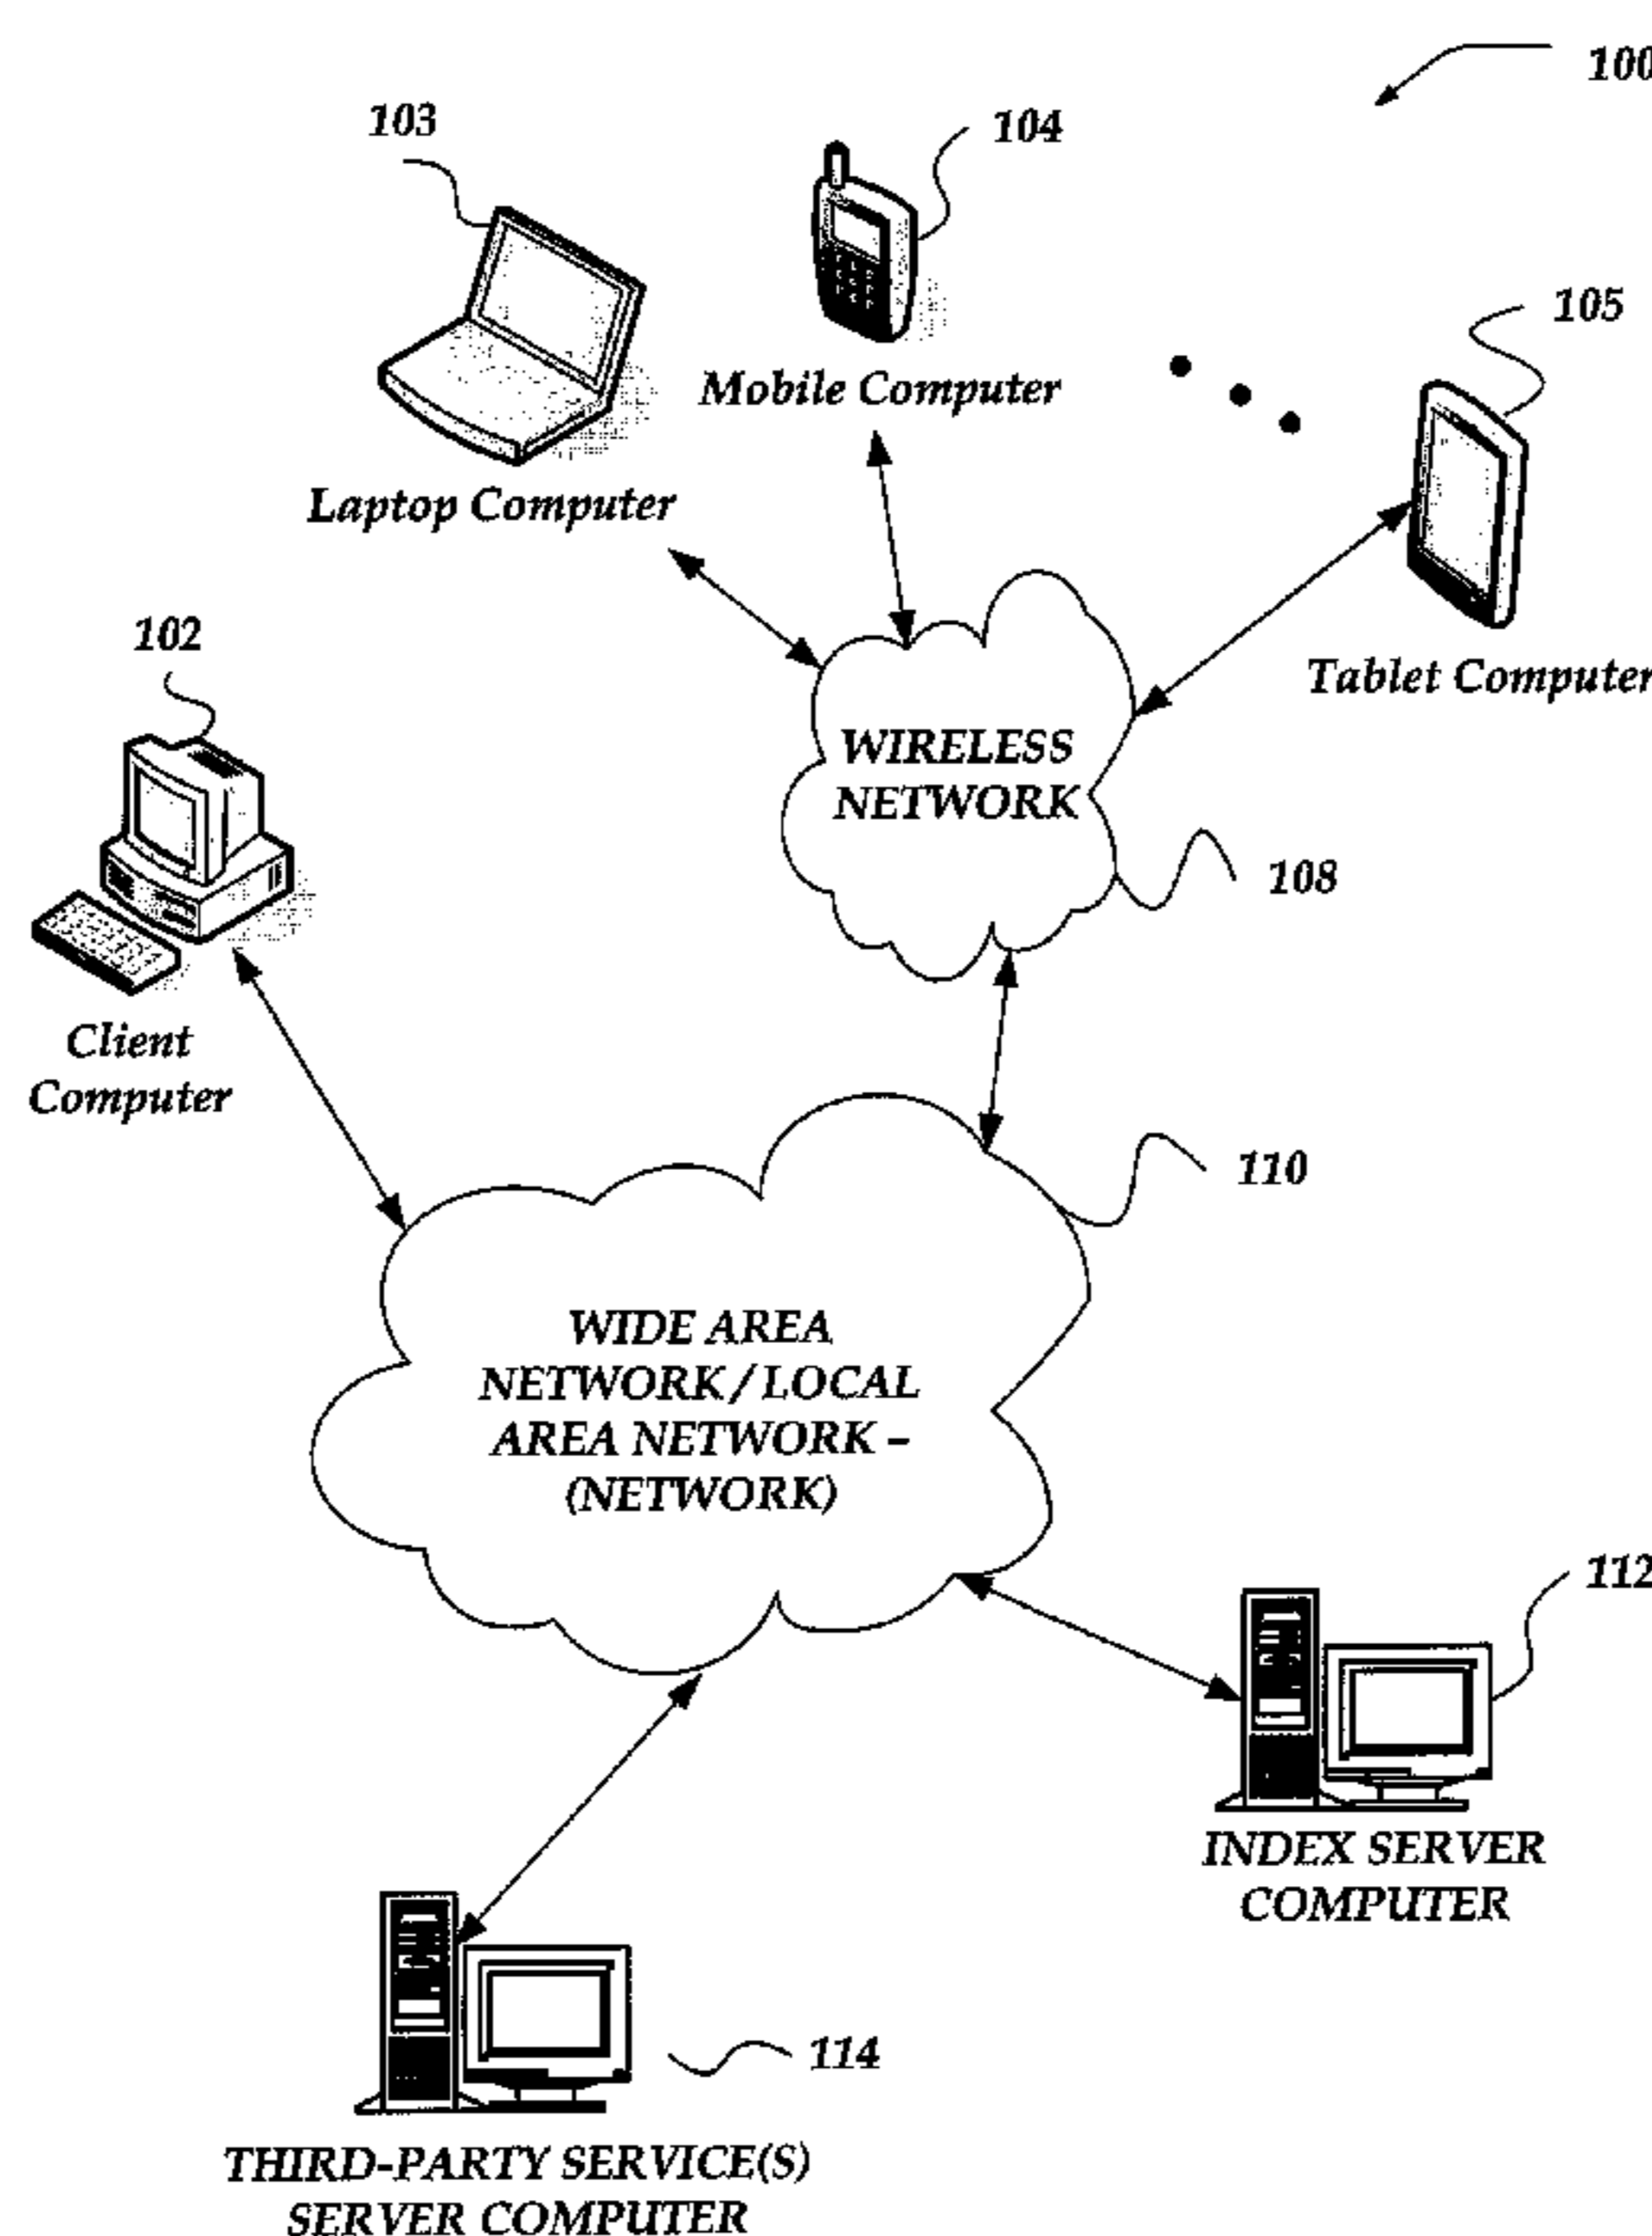 100
103
104
105
Mobile Computer
Laptop Computer
102
Tablet Computer
WIRELESS
NETWORK
108
Client
Computer
110
WIDE AREA
NETWORK/LOCAL
AREA NETWORK –
(NETWORK)
112
INDEX SERVER
COMPUTER
114
THIRD-PARTY SERVICE(S)
SERVER COMPUTER